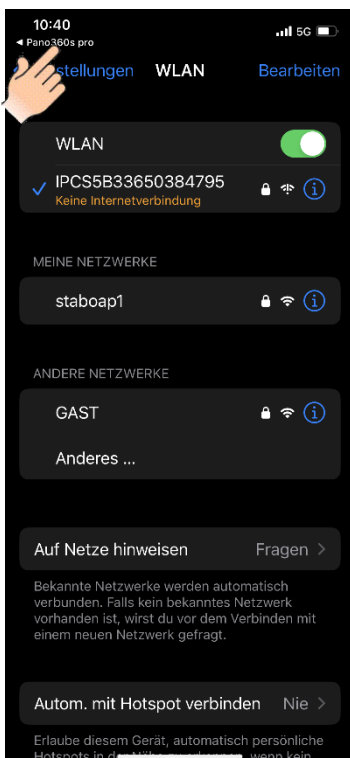 10:40
5G
◀ Pano360s pro
stellungen WLAN Bearbeiten
WLAN
IPCS5B33650384795
Keine Internetverbindung
MEINE NETZWERKE
staboap1
ANDERE NETZWERKE
GAST
Anderes ...
Auf Netze hinweisen Fragen >
Bekannte Netzwerke werden automatisch
verbunden. Falls kein bekanntes Netzwerk
vorhanden ist, wirst du vor dem Verbinden mit
einem neuen Netzwerk gefragt.
Autom. mit Hotspot verbinden Nie >
Erlaube diesem Gerät, automatisch persönliche
Hotspots in der